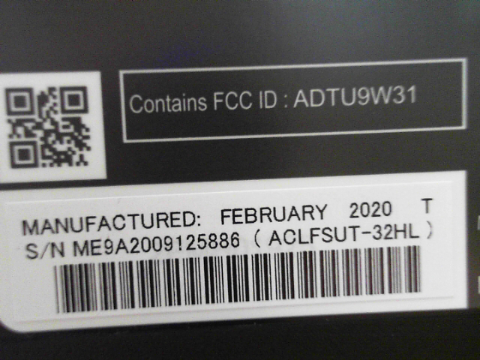 Contains FCC ID : ADTU9W31
MANUFACTURED: FEBRUARY 2020 T
S/N ME9A2009125886 ( ACLFSUT-32HL )